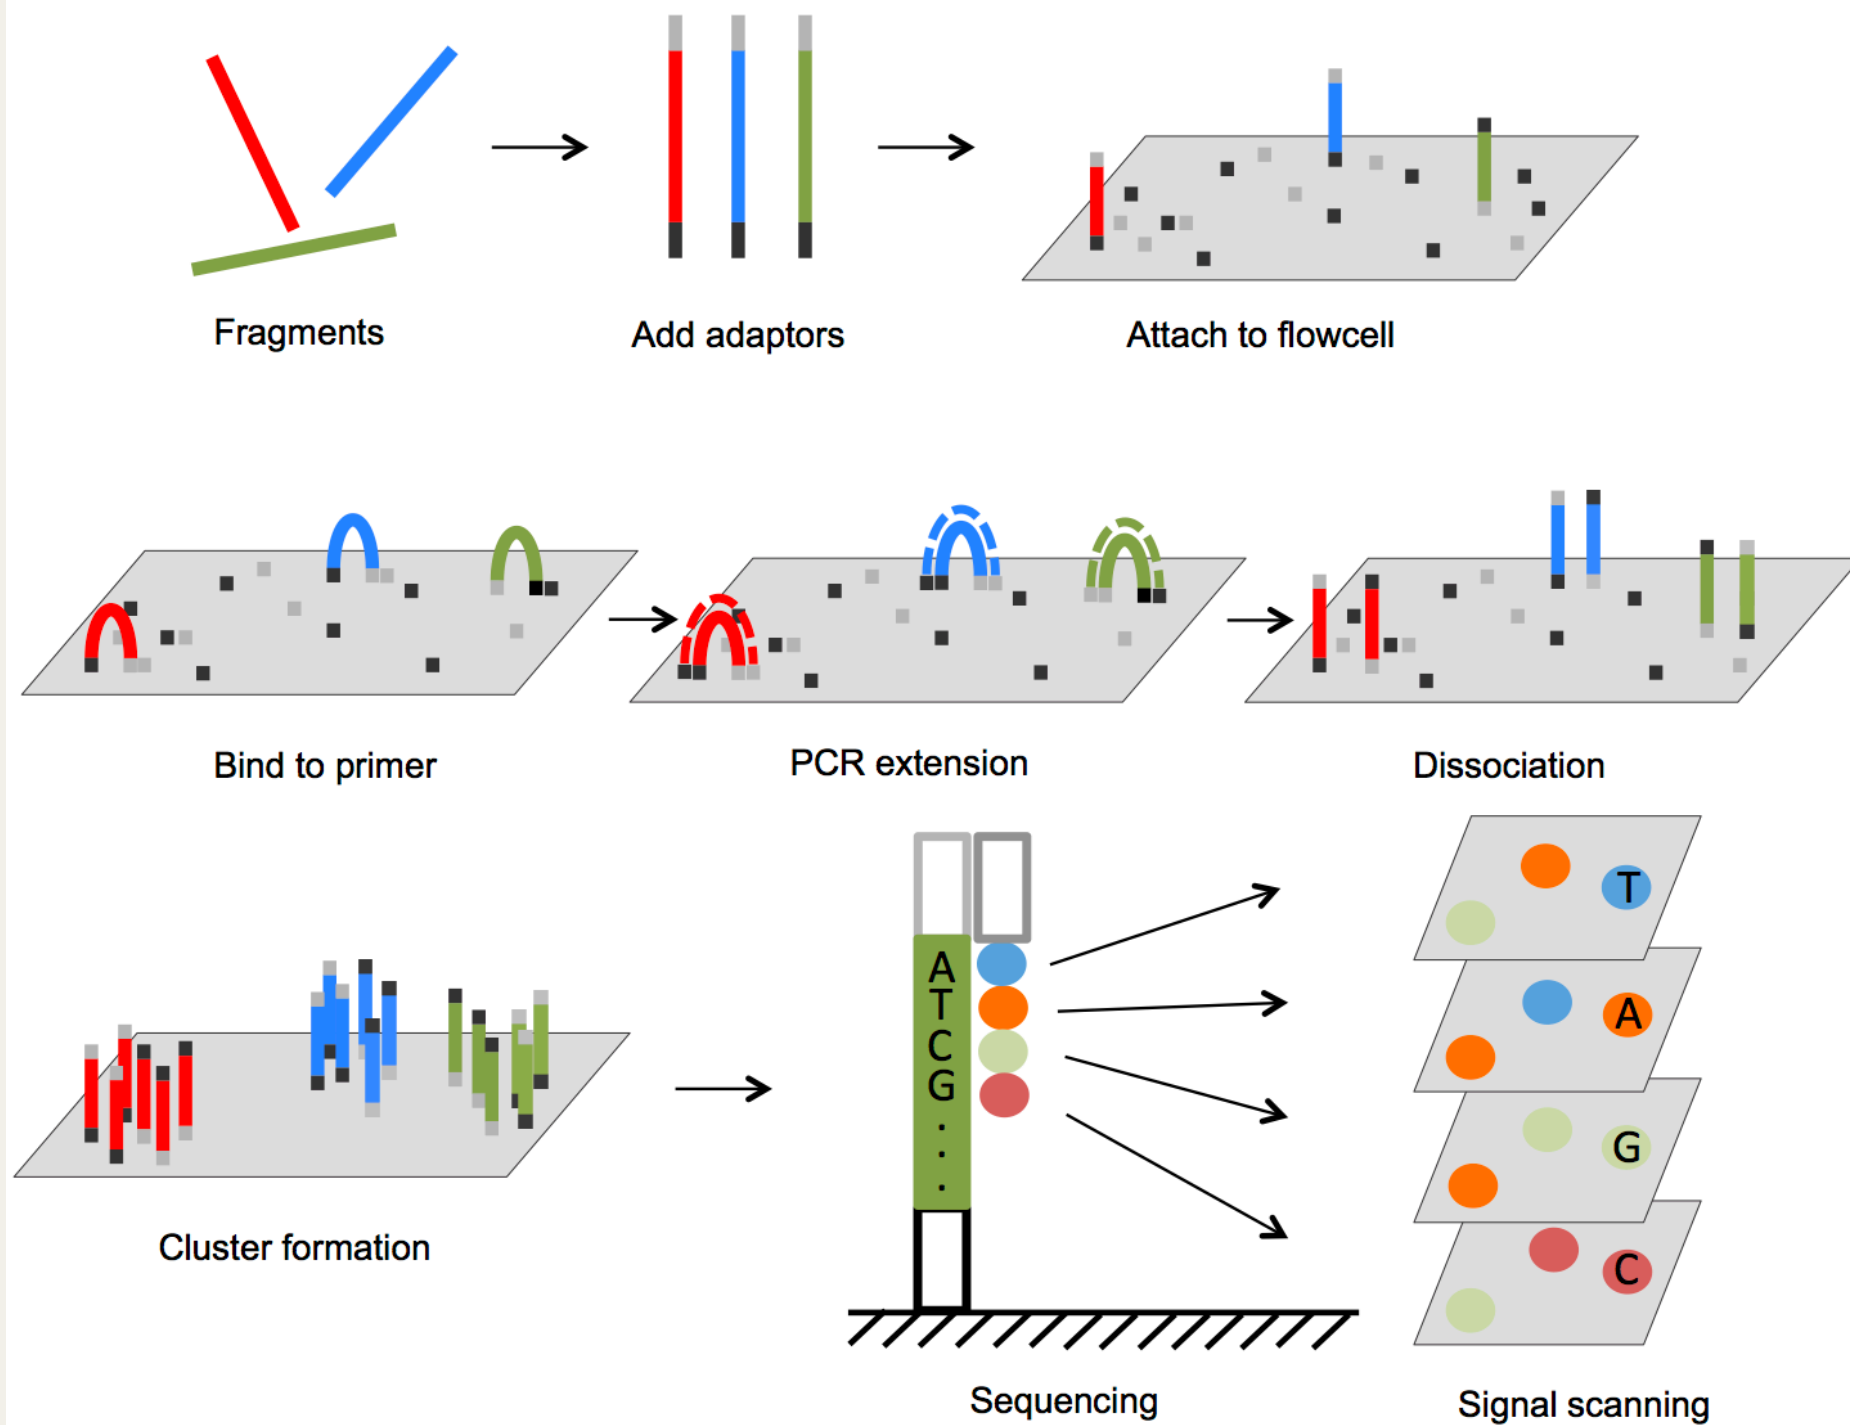 Fragments
Add adaptors
Attach to flowcell
Bind to primer
PCR extension
Dissociation
Cluster formation
A
T
C
G
.
.
.
Sequencing
T
A
G
C
Signal scanning